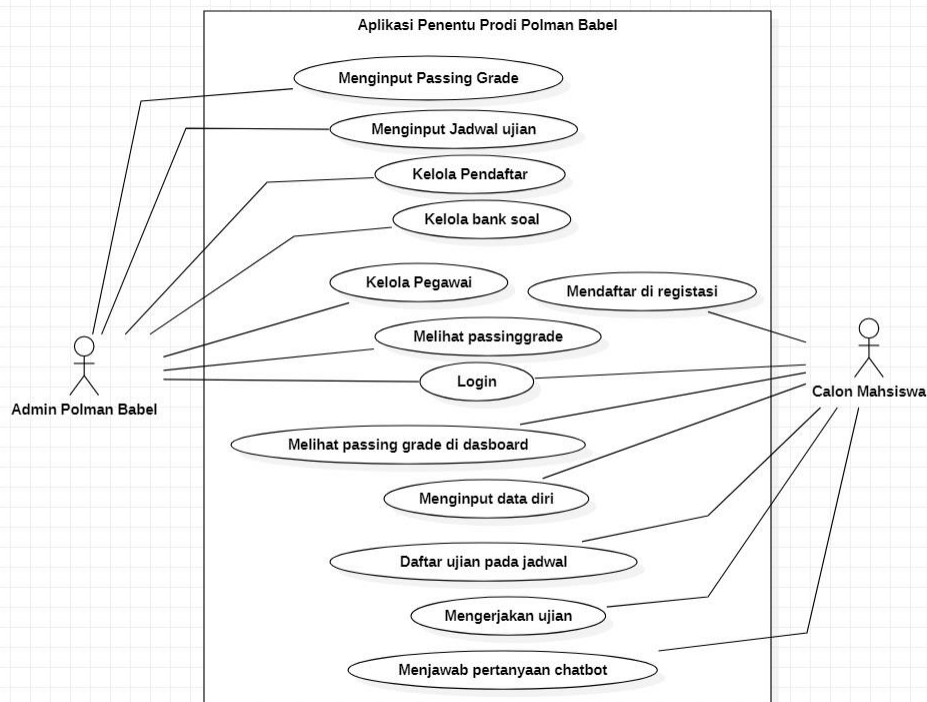 Aplikasi Penentu Prodi Polman Babel
Menginput Passing Grade
Menginput Jadwal ujian
Kelola Pendaftar
Kelola bank soal
Kelola Pegawai
Mendaftar di registasi
Melihat passinggrade
Login
Admin Polman Babel
Calon Mahsiswa
Melihat passing grade di dasboard
Menginput data diri
Daftar ujian pada jadwal
Mengerjakan ujian
Menjawab pertanyaan chatbot